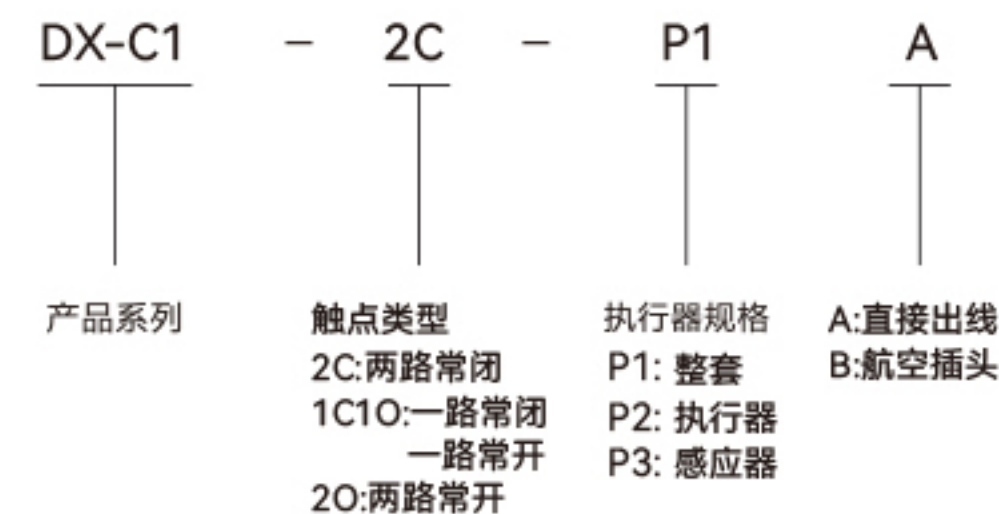 DX-C1 - 2C - P1 A
产品系列
触点类型
2C:两路常闭
1C1O:一路常闭
一路常开
2O:两路常开
执行器规格
P1: 整套
P2: 执行器
P3: 感应器
A:直接出线
B:航空插头